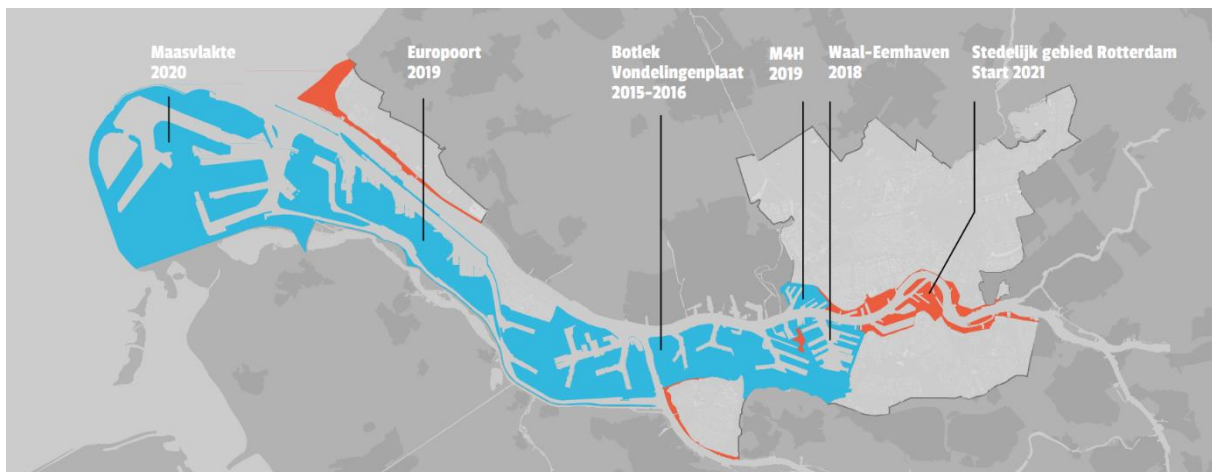 Maasvlakte
2020
Europoort
2019
Botlek
Vondelingenplaat
2015-2016
M4H
2019
Waal-Eemhaven
2018
Stedelijk gebied Rotterdam
Start 2021